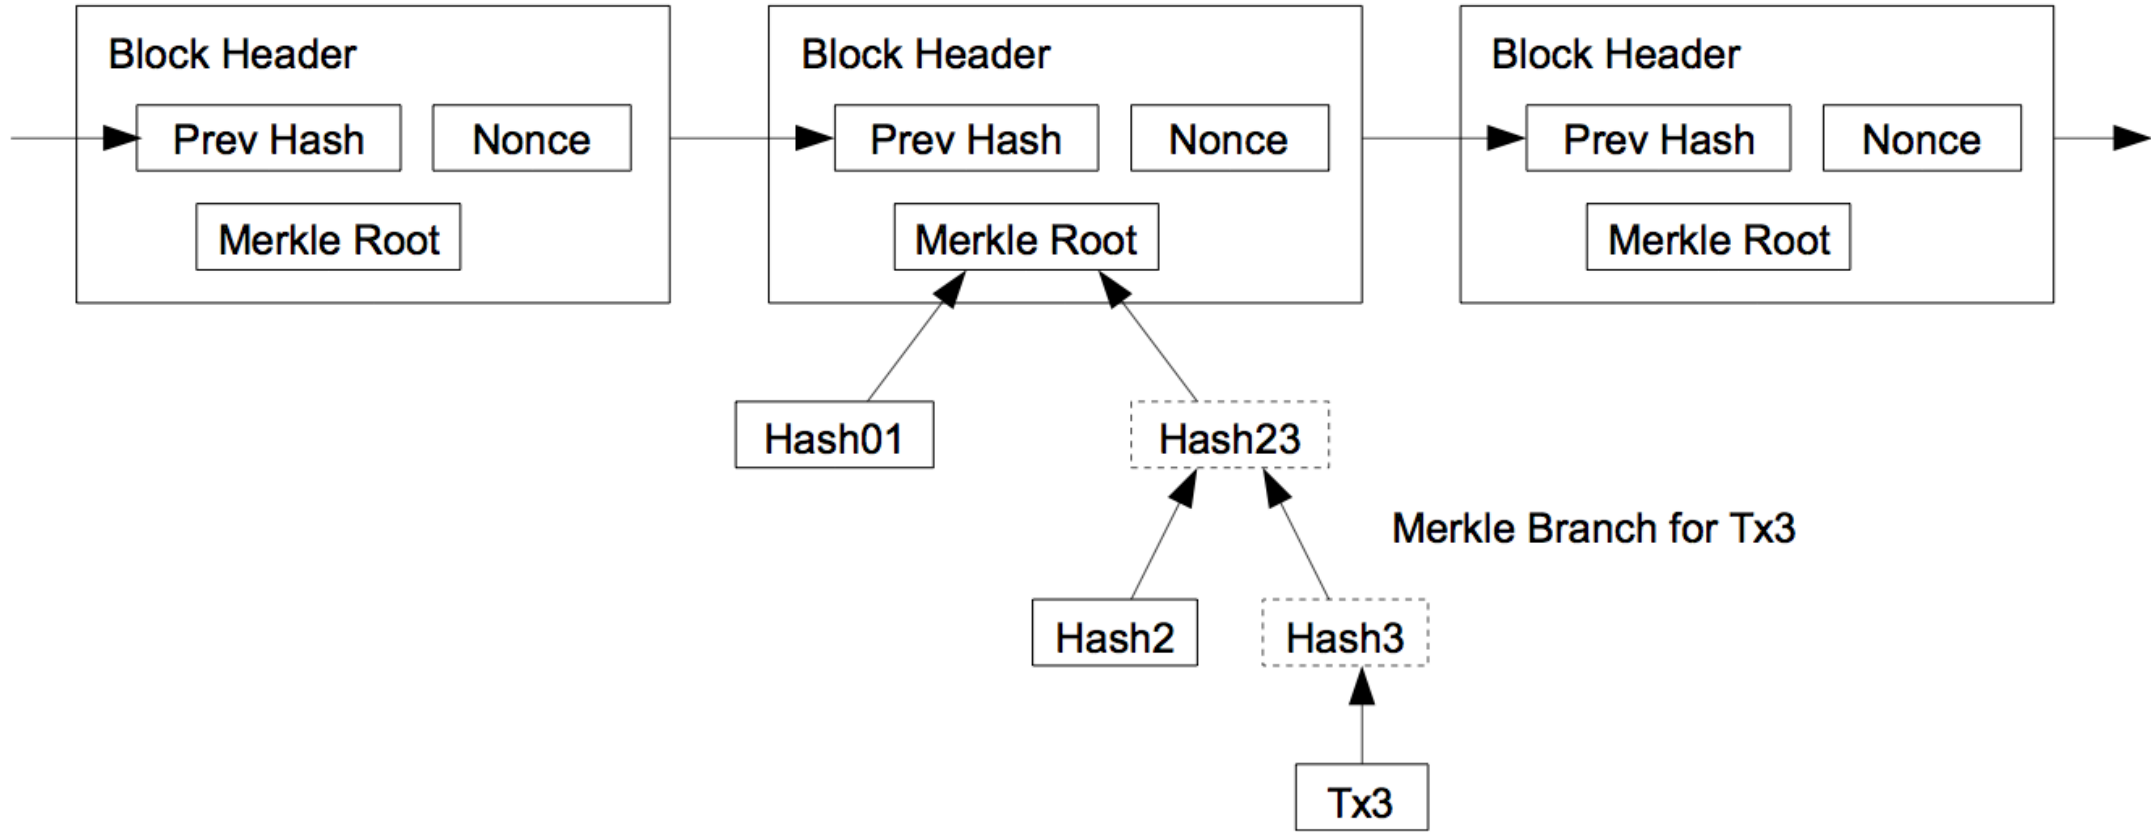 Block Header
Block Header
Block Header
Prev Hash
Nonce
Prev Hash
Nonce
Prev Hash
Nonce
Merkle Root
Merkle Root
Merkle Root
Hash01
Hash23
Merkle Branch for Tx3
Hash2
Hash3
Tx3